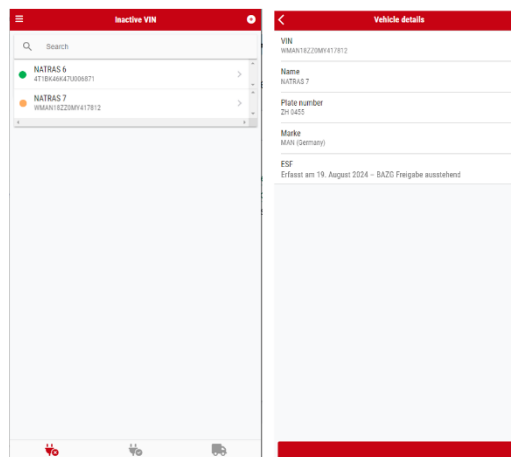 Inactive VIN
Search
NATRAS 6
4T1BK46K47U006871
NATRAS 7
WMAN18ZZ0MY417812
Vehicle details
VIN
WMAN18ZZ0MY417812
Name
NATRAS 7
Plate number
ZH 0455
Marke
MAN (Germany)
ESF
Erfasst am 19. August 2024 – BAZG Freigabe ausstehend